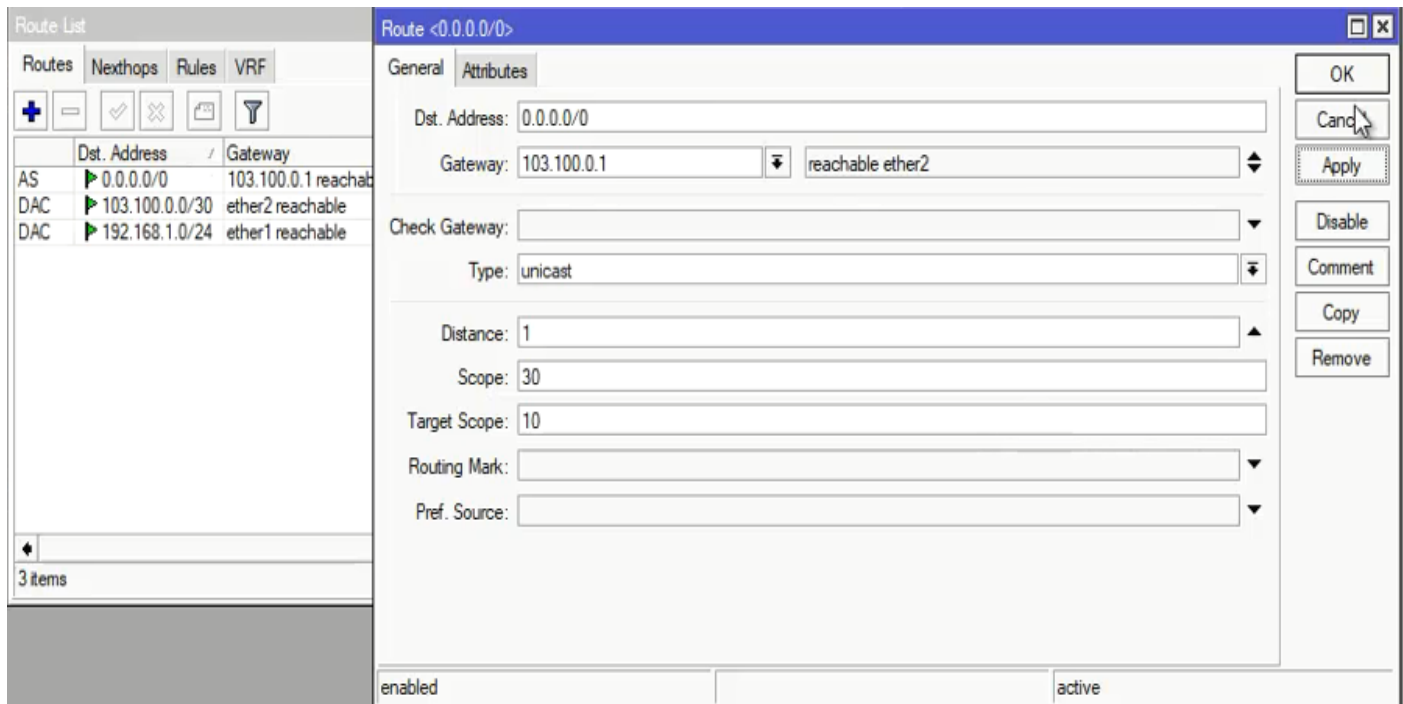 Route List
Routes Nexthops Rules VRF
Dst. Address / Gateway
AS 0.0.0.0/0 103.100.0.1 reachab
DAC 103.100.0.0/30 ether2 reachable
DAC 192.168.1.0/24 ether1 reachable
3 items
Route <0.0.0.0/0>
General Attributes
Dst. Address: 0.0.0.0/0
Gateway: 103.100.0.1 reachable ether2
Check Gateway:
Type: unicast
Distance: 1
Scope: 30
Target Scope: 10
Routing Mark:
Pref. Source:
enabled active
OK
Cancel
Apply
Disable
Comment
Copy
Remove